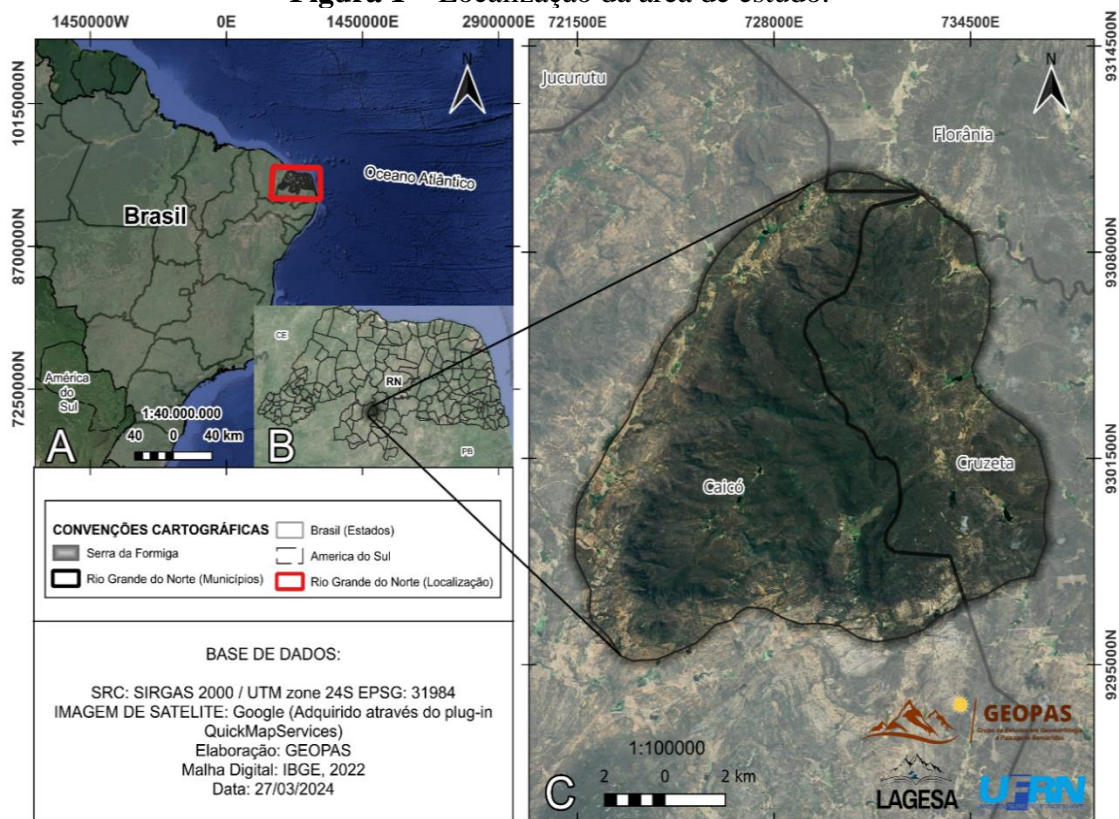 Figura 1 – Localização da área de estudo.
1450000W 0E 1450000E 2900000E
10150000N
8700000N
7250000N
N
Oceano Atlântico
Brasil
América
do
Sul
1:40.000.000
40 0 40 km
A
CE
RN
PB
B
CONVENÇÕES CARTOGRÁFICAS
Serra da Formiga
Rio Grande do Norte (Municípios)
Brasil (Estados)
America do Sul
Rio Grande do Norte (Localização)
BASE DE DADOS:
SRC: SIRGAS 2000 / UTM zone 24S EPSG: 31984
IMAGEM DE SATELITE: Google (Adquirido através do plug-in
QuickMapServices)
Elaboração: GEOPAS
Malha Digital: IBGE, 2022
Data: 27/03/2024
721500E 728000E 734500E
9314500N
9308000N
9301500N
9295000N
N
Jucurutu
Florânia
Caicó
Cruzeta
1:100000
2 0 2 km
C
GEOPAS
LAGESA
UFRN